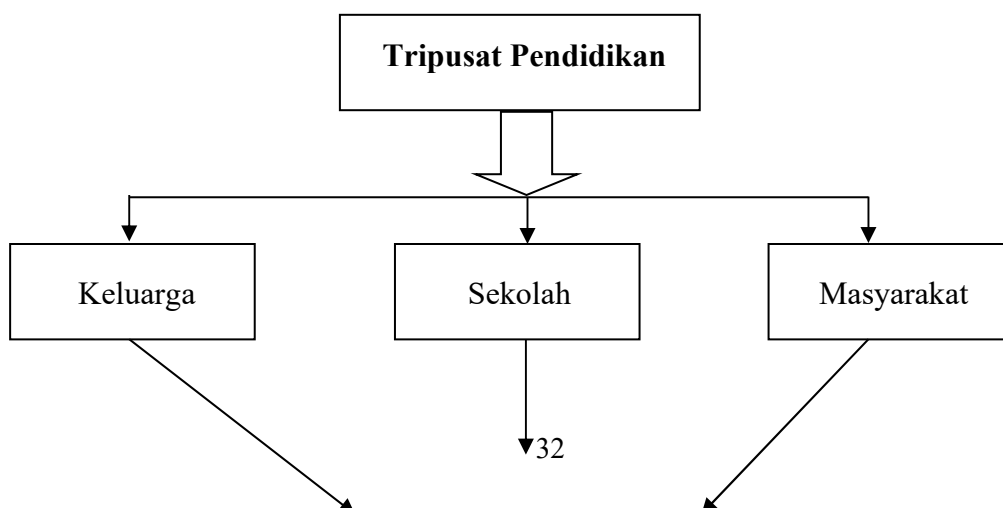 Tripusat Pendidikan
Keluarga
Sekolah
Masyarakat
32